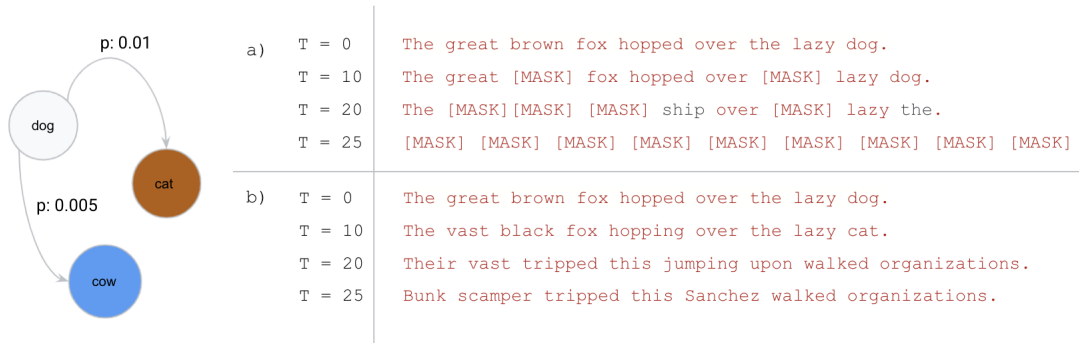 p: 0.01
dog
cat
p: 0.005
cow
a)
T = 0 The great brown fox hopped over the lazy dog.
T = 10 The great [MASK] fox hopped over [MASK] lazy dog.
T = 20 The [MASK][MASK] [MASK] ship over [MASK] lazy the.
T = 25 [MASK] [MASK] [MASK] [MASK] [MASK] [MASK] [MASK] [MASK] [MASK]
b)
T = 0 The great brown fox hopped over the lazy dog.
T = 10 The vast black fox hopping over the lazy cat.
T = 20 Their vast tripped this jumping upon walked organizations.
T = 25 Bunk scamper tripped this Sanchez walked organizations.